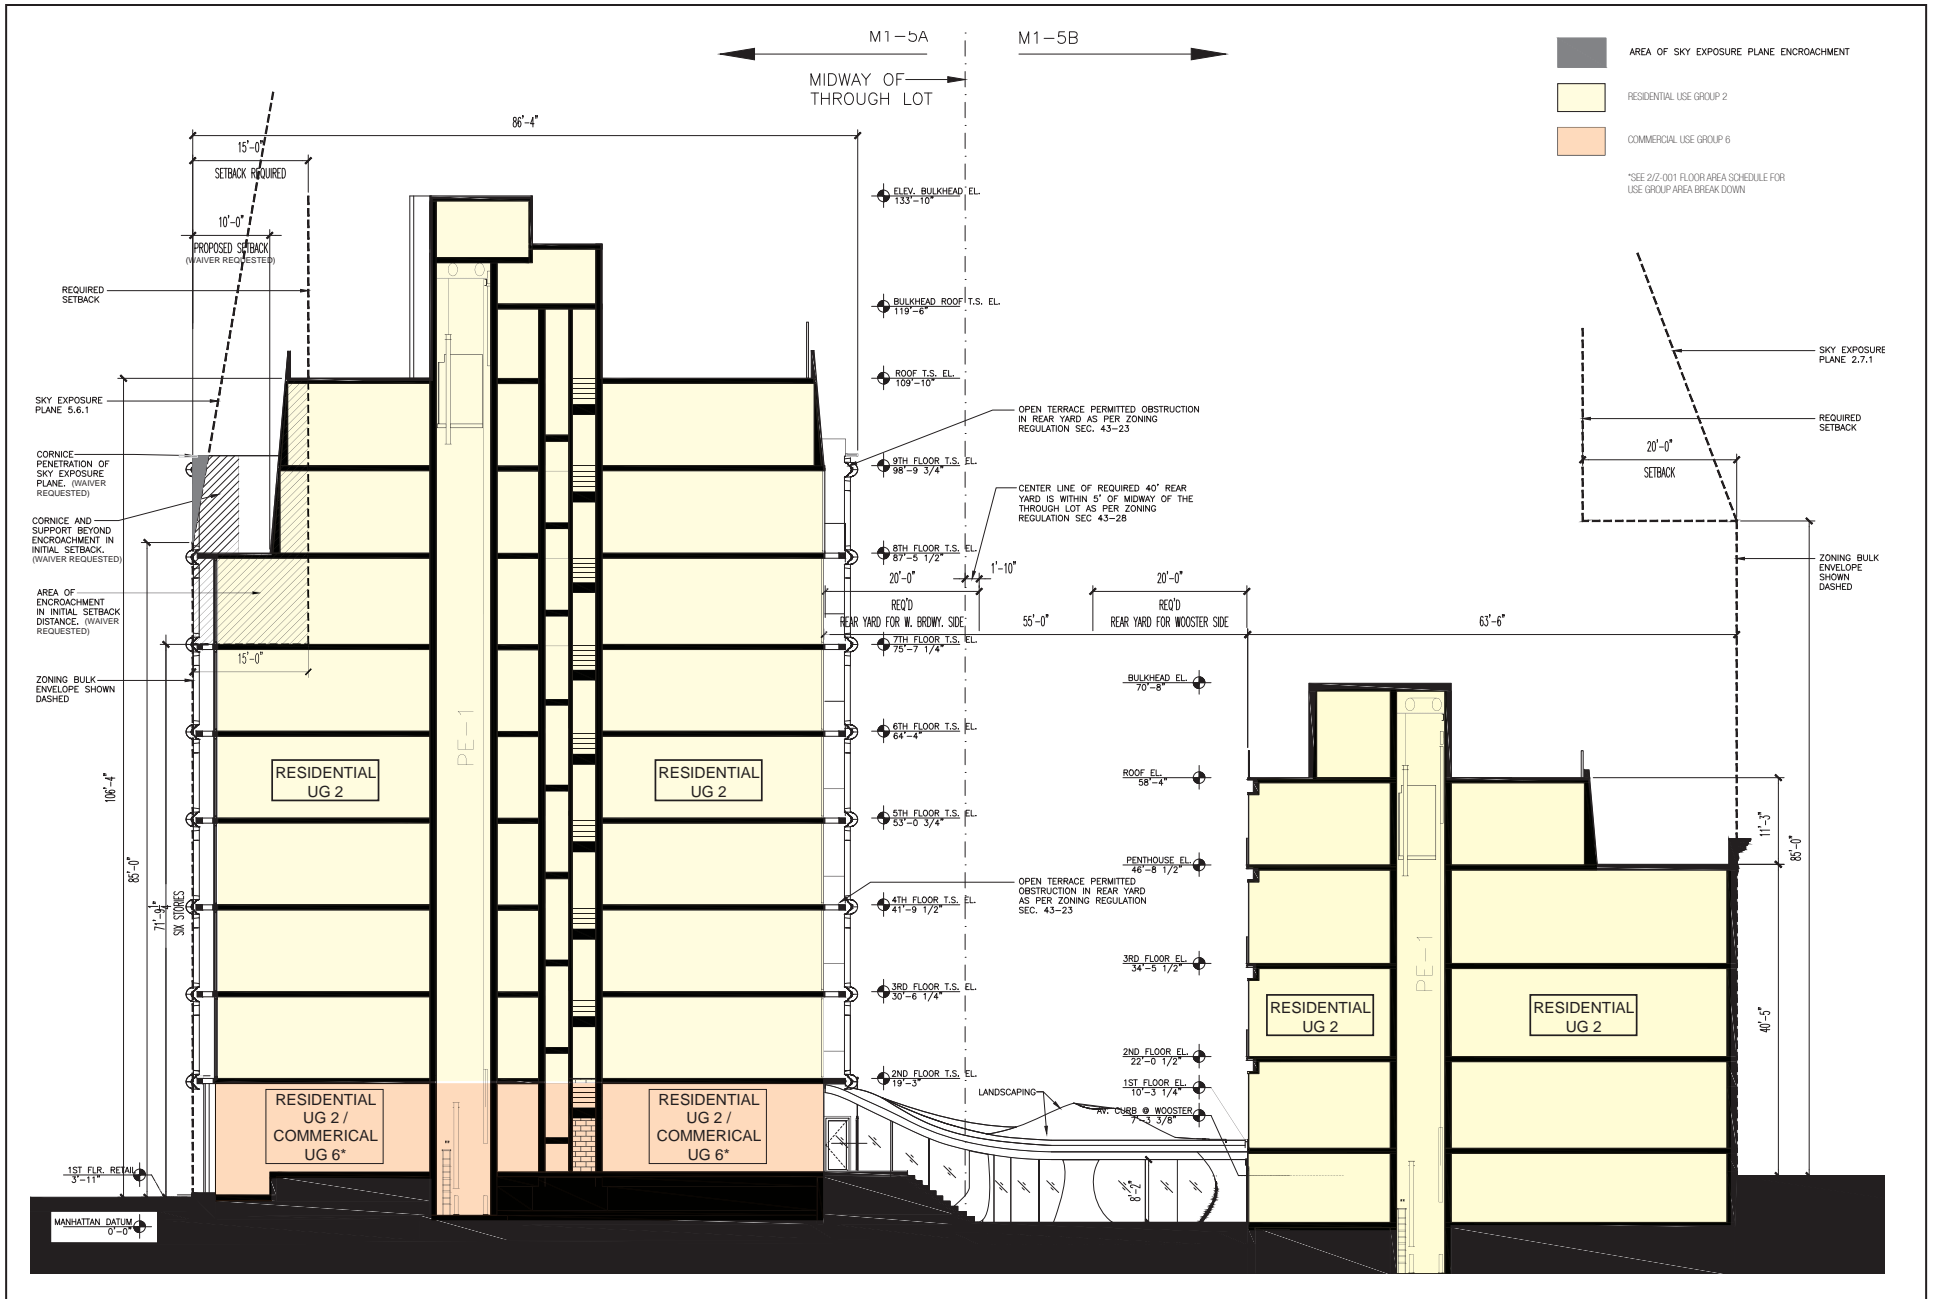 M1-5A
M1-5B
MIDWAY OF
THROUGH LOT
AREA OF SKY EXPOSURE PLANE ENCROACHMENT
RESIDENTIAL USE GROUP 2
COMMERCIAL USE GROUP 6
*SEE 2/Z-001 FLOOR AREA SCHEDULE FOR
USE GROUP AREA BREAK DOWN
86'-4"
15'-0"
SETBACK REQUIRED
10'-0"
PROPOSED SETBACK
(WAIVER REQUESTED)
REQUIRED
SETBACK
SKY EXPOSURE
PLANE 5.6.1
CORNICE
PENETRATION OF
SKY EXPOSURE
PLANE. (WAIVER
REQUESTED)
CORNICE AND
SUPPORT BEYOND
ENCROACHMENT IN
INITIAL SETBACK.
(WAIVER REQUESTED)
AREA OF
ENCROACHMENT
IN INITIAL SETBACK
DISTANCE. (WAIVER
REQUESTED)
15'-0"
ZONING BULK
ENVELOPE SHOWN
DASHED
106'-4"
85'-0"
71'-9 1/4"
SIX STORIES
1ST FLR. RETAIL
3'-11"
MANHATTAN DATUM
0'-0"
PE-1
RESIDENTIAL
UG 2
RESIDENTIAL
UG 2
RESIDENTIAL
UG 2 /
COMMERICAL
UG 6*
RESIDENTIAL
UG 2 /
COMMERICAL
UG 6*
ELEV. BULKHEAD EL.
133'-10"
BULKHEAD ROOF T.S. EL.
119'-6"
ROOF T.S. EL.
109'-10"
9TH FLOOR T.S. EL.
98'-9 3/4"
8TH FLOOR T.S. EL.
87'-5 1/2"
7TH FLOOR T.S. EL.
75'-7 1/4"
6TH FLOOR T.S. EL.
64'-4"
5TH FLOOR T.S. EL.
53'-0 3/4"
4TH FLOOR T.S. EL.
41'-9 1/2"
3RD FLOOR T.S. EL.
30'-6 1/4"
2ND FLOOR T.S. EL.
19'-3"
OPEN TERRACE PERMITTED OBSTRUCTION
IN REAR YARD AS PER ZONING
REGULATION SEC. 43-23
CENTER LINE OF REQUIRED 40' REAR
YARD IS WITHIN 5' OF MIDWAY OF THE
THROUGH LOT AS PER ZONING
REGULATION SEC 43-28
20'-0"
1'-10"
20'-0"
REQ'D
REAR YARD FOR W. BRDWY. SIDE
55'-0"
REQ'D
REAR YARD FOR WOOSTER SIDE
63'-6"
OPEN TERRACE PERMITTED
OBSTRUCTION IN REAR YARD
AS PER ZONING REGULATION
SEC. 43-23
LANDSCAPING
8'-2"
BULKHEAD EL.
70'-8"
ROOF EL.
58'-4"
PENTHOUSE EL.
46'-8 1/2"
3RD FLOOR EL.
34'-5 1/2"
2ND FLOOR EL.
22'-0 1/2"
1ST FLOOR EL.
10'-3 1/4"
AV. CURB @ WOOSTER
7'-3 3/8"
RESIDENTIAL
UG 2
PE-1
RESIDENTIAL
UG 2
SKY EXPOSURE
PLANE 2.7.1
REQUIRED
SETBACK
20'-0"
SETBACK
ZONING BULK
ENVELOPE
SHOWN
DASHED
11'-3"
85'-0"
40'-5"